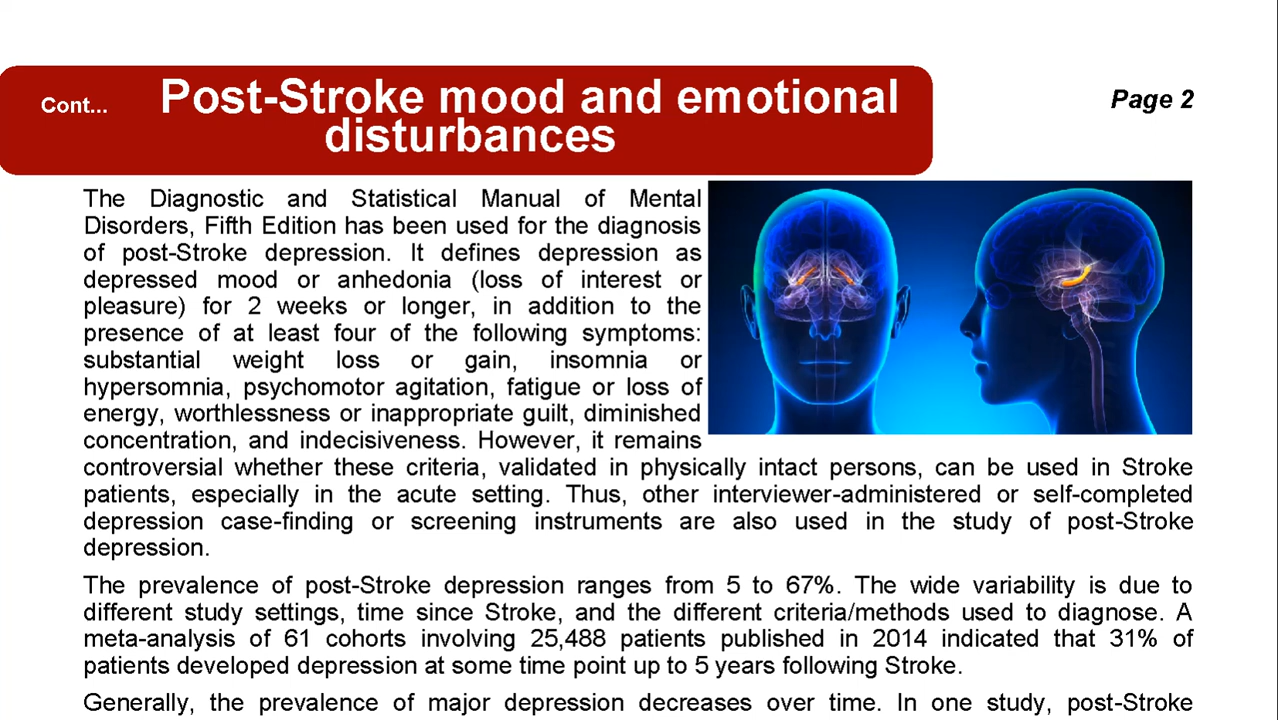 Cont...
Post-Stroke mood and emotional
disturbances
Page 2
The Diagnostic and Statistical Manual of Mental
Disorders, Fifth Edition has been used for the diagnosis
of post-Stroke depression. It defines depression as
depressed mood or anhedonia (loss of interest or
pleasure) for 2 weeks or longer, in addition to the
presence of at least four of the following symptoms:
substantial weight loss or gain, insomnia or
hypersomnia, psychomotor agitation, fatigue or loss of
energy, worthlessness or inappropriate guilt, diminished
concentration, and indecisiveness. However, it remains
controversial whether these criteria, validated in physically intact persons, can be used in Stroke
patients, especially in the acute setting. Thus, other interviewer-administered or self-completed
depression case-finding or screening instruments are also used in the study of post-Stroke
depression.
The prevalence of post-Stroke depression ranges from 5 to 67%. The wide variability is due to
different study settings, time since Stroke, and the different criteria/methods used to diagnose. A
meta-analysis of 61 cohorts involving 25,488 patients published in 2014 indicated that 31% of
patients developed depression at some time point up to 5 years following Stroke.
Generally, the prevalence of major depression decreases over time. In one study, post-Stroke